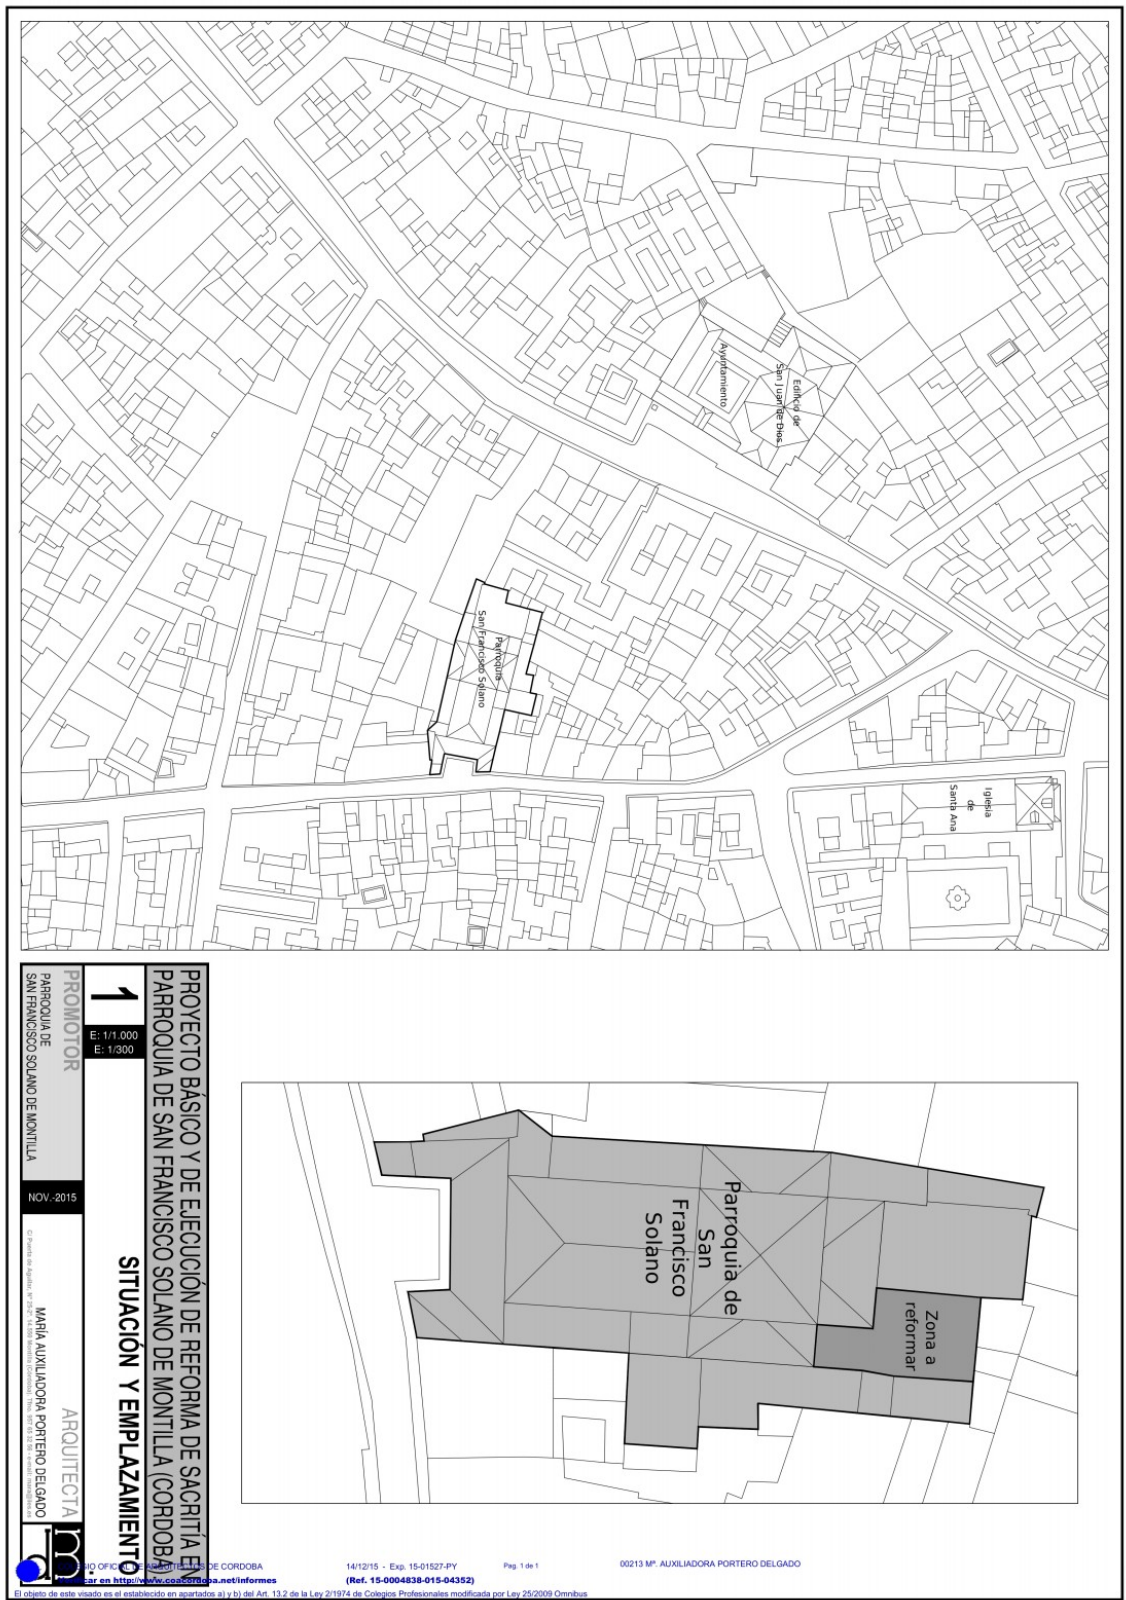 Ayuntamiento
Edificio de
San Juan de Dios
Parroquia
San Francisco Solano
Iglesia
de
Santa Ana
PROYECTO BÁSICO Y DE EJECUCIÓN DE REFORMA DE SACRITÍA EN
PARROQUIA DE SAN FRANCISCO SOLANO DE MONTILLA (CORDOBA)
1
E: 1/1.000
E: 1/300
SITUACIÓN Y EMPLAZAMIENTO
PROMOTOR
PARROQUIA DE
SAN FRANCISCO SOLANO DE MONTILLA
NOV.-2015
ARQUITECTA
MARÍA AUXILIADORA PORTERO DELGADO
Parroquia de
San
Francisco
Solano
Zona a
reformar
OFICIAL DE ARQUITECTOS DE CORDOBA
14/12/15 - Exp. 15-01527-PY
Pag. 1 de 1
00213 Mª. AUXILIADORA PORTERO DELGADO
en http://www.coacordoba.net/informes
(Ref. 15-0004838-015-04352)
El objeto de este visado es el establecido en apartados a) y b) del Art. 13.2 de la Ley 2/1974 de Colegios Profesionales modificada por Ley 25/2009 Omnibus